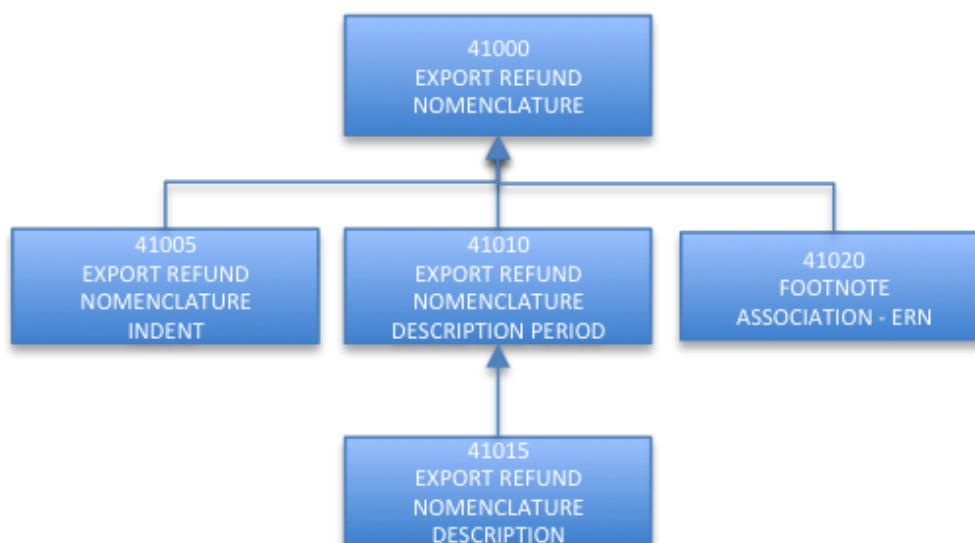 41000
EXPORT REFUND
NOMENCLATURE
41005
EXPORT REFUND
NOMENCLATURE
INDENT
41010
EXPORT REFUND
NOMENCLATURE
DESCRIPTION PERIOD
41020
FOOTNOTE
ASSOCIATION - ERN
41015
EXPORT REFUND
NOMENCLATURE
DESCRIPTION